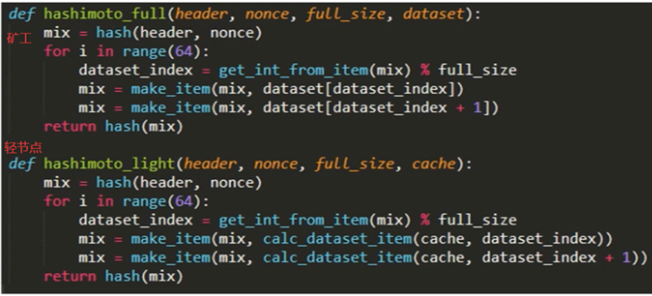 def hashimoto_full(header, nonce, full_size, dataset):
矿工 mix = hash(header, nonce)
for i in range(64):
dataset_index = get_int_from_item(mix) % full_size
mix = make_item(mix, dataset[dataset_index])
mix = make_item(mix, dataset[dataset_index + 1])
return hash(mix)
轻节点
def hashimoto_light(header, nonce, full_size, cache):
mix = hash(header, nonce)
for i in range(64):
dataset_index = get_int_from_item(mix) % full_size
mix = make_item(mix, calc_dataset_item(cache, dataset_index))
mix = make_item(mix, calc_dataset_item(cache, dataset_index + 1))
return hash(mix)